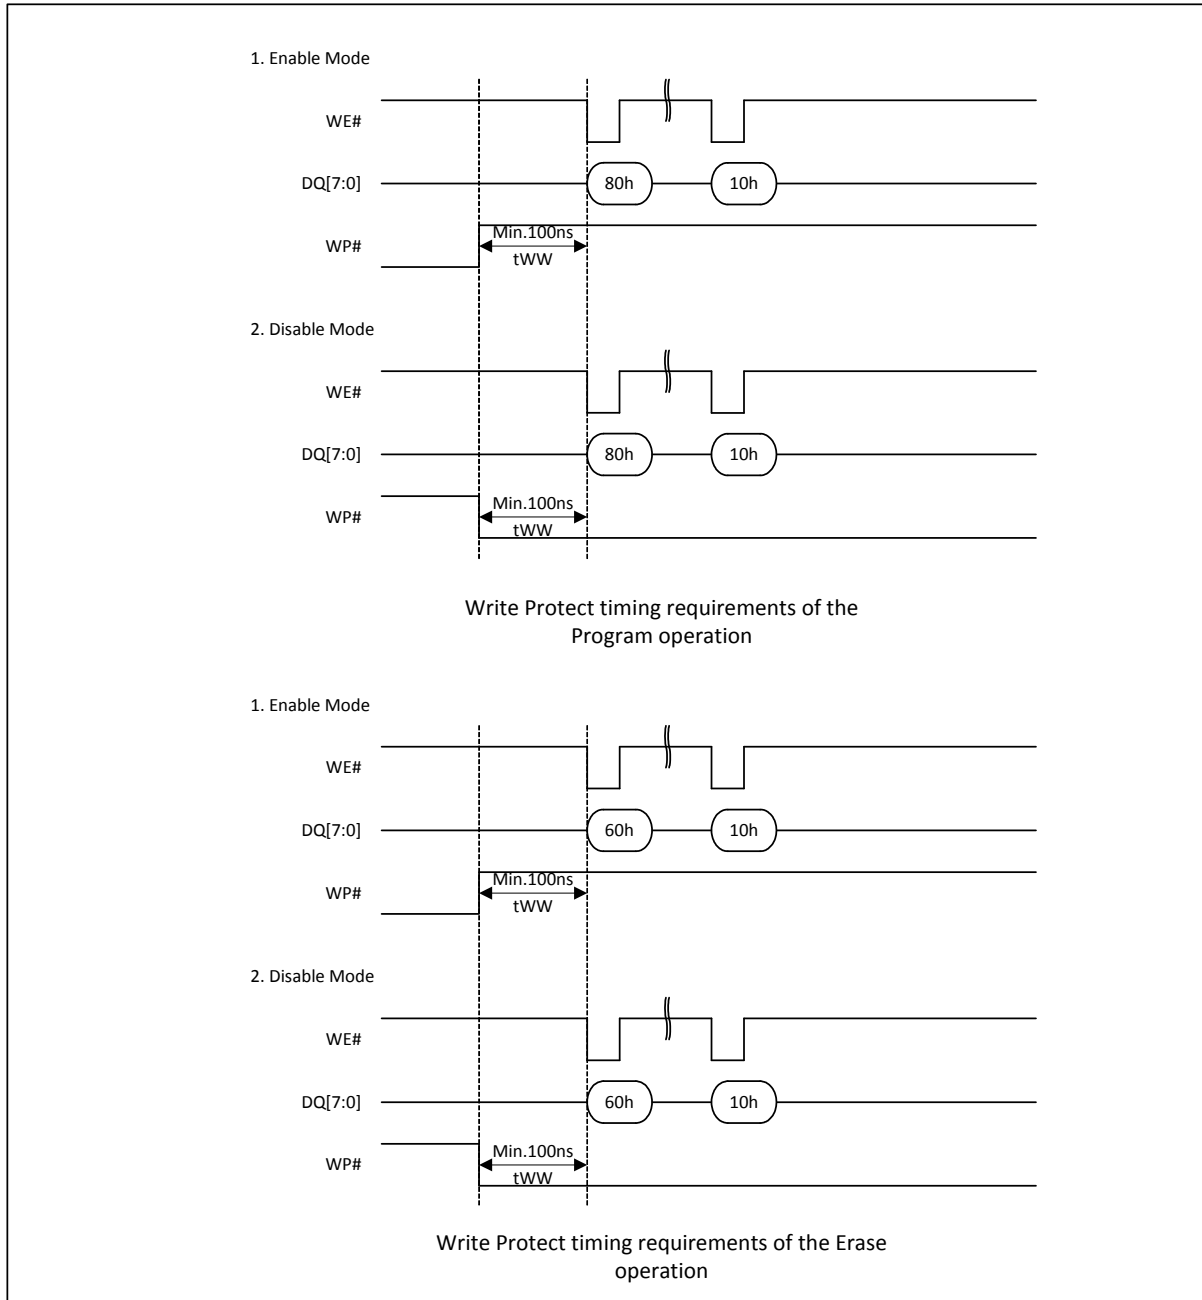 1. Enable Mode
WE#
DQ[7:0]
80h
10h
WP#
Min.100ns
tWW
2. Disable Mode
WE#
DQ[7:0]
80h
10h
WP#
Min.100ns
tWW
Write Protect timing requirements of the
Program operation
1. Enable Mode
WE#
DQ[7:0]
60h
10h
WP#
Min.100ns
tWW
2. Disable Mode
WE#
DQ[7:0]
60h
10h
WP#
Min.100ns
tWW
Write Protect timing requirements of the Erase
operation